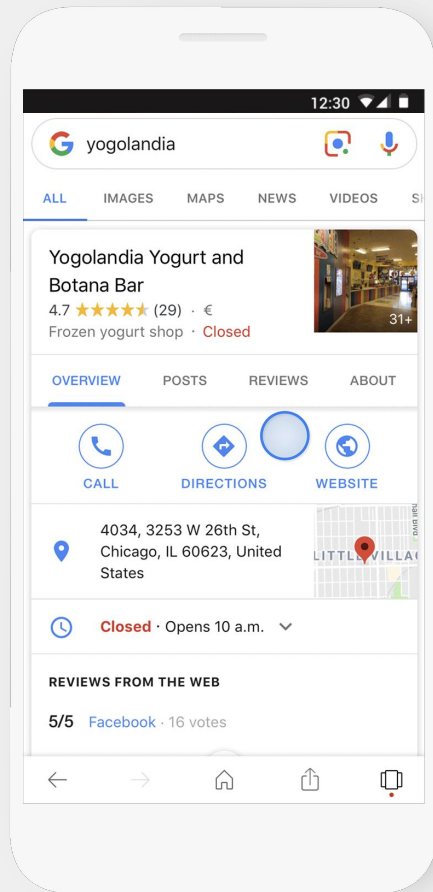 12:30
yogolandia
ALL IMAGES MAPS NEWS VIDEOS
Yogolandia Yogurt and
Botana Bar
4.7 (29) · €
Frozen yogurt shop · Closed
31+
OVERVIEW POSTS REVIEWS ABOUT
CALL DIRECTIONS WEBSITE
4034, 3253 W 26th St,
Chicago, IL 60623, United
States
LITTLE VILLA
Closed · Opens 10 a.m.
REVIEWS FROM THE WEB
5/5 Facebook · 16 votes